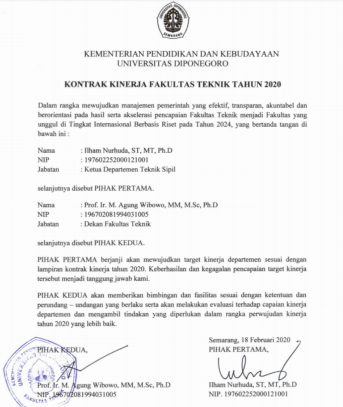 KEMENTERIAN PENDIDIKAN DAN KEBUDAYAAN
UNIVERSITAS DIPONEGORO
KONTRAK KINERJA FAKULTAS TEKNIK TAHUN 2020
Dalam rangka mewujudkan manajemen pemerintah yang efektif, transparan, akuntabel dan
berorientasi pada hasil serta akselerasi pencapaian Fakultas Teknik menjadi Fakultas yang
unggul di Tingkat Internasional Berbasis Riset pada Tahun 2024, yang bertanda tangan di
bawah ini :
Nama : Ilham Nurhuda, ST, MT, Ph.D
NIP : 197602252000121001
Jabatan : Ketua Departemen Teknik Sipil
selanjutnya disebut PIHAK PERTAMA.
Nama : Prof. Ir. M. Agung Wibowo, MM, M.Sc, Ph.D
NIP : 196702081994031005
Jabatan : Dekan Fakultas Teknik
selanjutnya disebut PIHAK KEDUA.
PIHAK PERTAMA berjanji akan mewujudkan target kinerja departemen sesuai dengan
lampiran kontrak kinerja tahun 2020. Keberhasilan dan kegagalan pencapaian target kinerja
tersebut menjadi tanggung jawab kami.
PIHAK KEDUA akan memberikan bimbingan dan fasilitas sesuai dengan ketentuan dan
perundang – undangan yang berlaku serta akan melakukan evaluasi terhadap capaian kinerja
departemen dan mengambil tindakan yang diperlukan dalam rangka perwujudan kinerja
tahun 2020 yang lebih baik.
Semarang, 18 Februari 2020
PIHAK KEDUA,
PIHAK PERTAMA,
Prof. Ir. M. Agung Wibowo, MM, M.Sc, Ph.D
NIP. 196702081994031005
Ilham Nurhuda, ST, MT, Ph.D
NIP. 197602252000121001
FAKULTAS TEKNIK